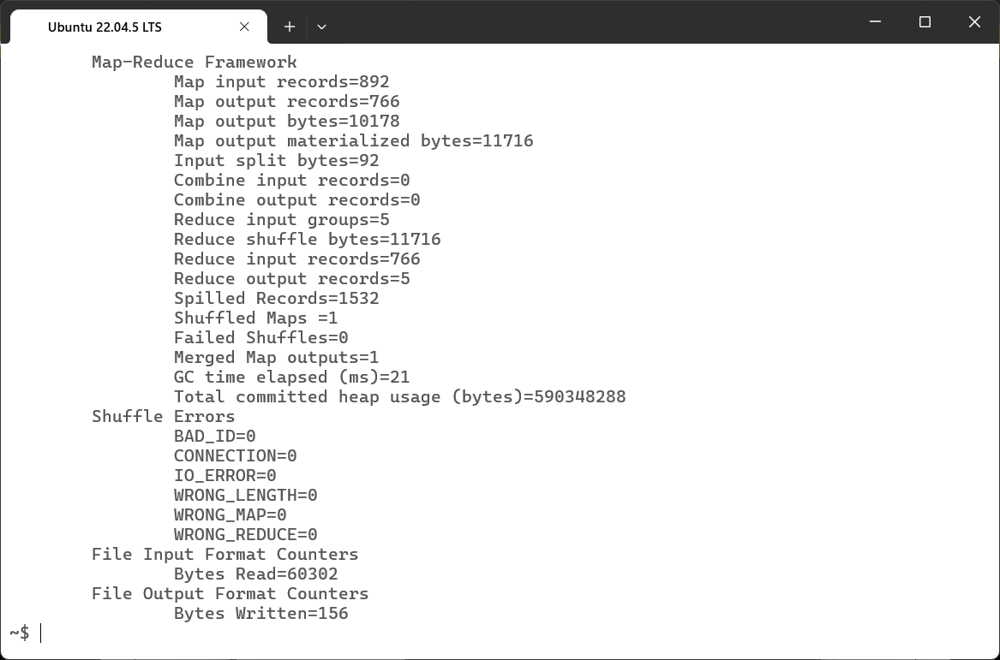 Ubuntu 22.04.5 LTS
Map-Reduce Framework
Map input records=892
Map output records=766
Map output bytes=10178
Map output materialized bytes=11716
Input split bytes=92
Combine input records=0
Combine output records=0
Reduce input groups=5
Reduce shuffle bytes=11716
Reduce input records=766
Reduce output records=5
Spilled Records=1532
Shuffled Maps =1
Failed Shuffles=0
Merged Map outputs=1
GC time elapsed (ms)=21
Total committed heap usage (bytes)=590348288
Shuffle Errors
BAD_ID=0
CONNECTION=0
IO_ERROR=0
WRONG_LENGTH=0
WRONG_MAP=0
WRONG_REDUCE=0
File Input Format Counters
Bytes Read=60302
File Output Format Counters
Bytes Written=156
~$